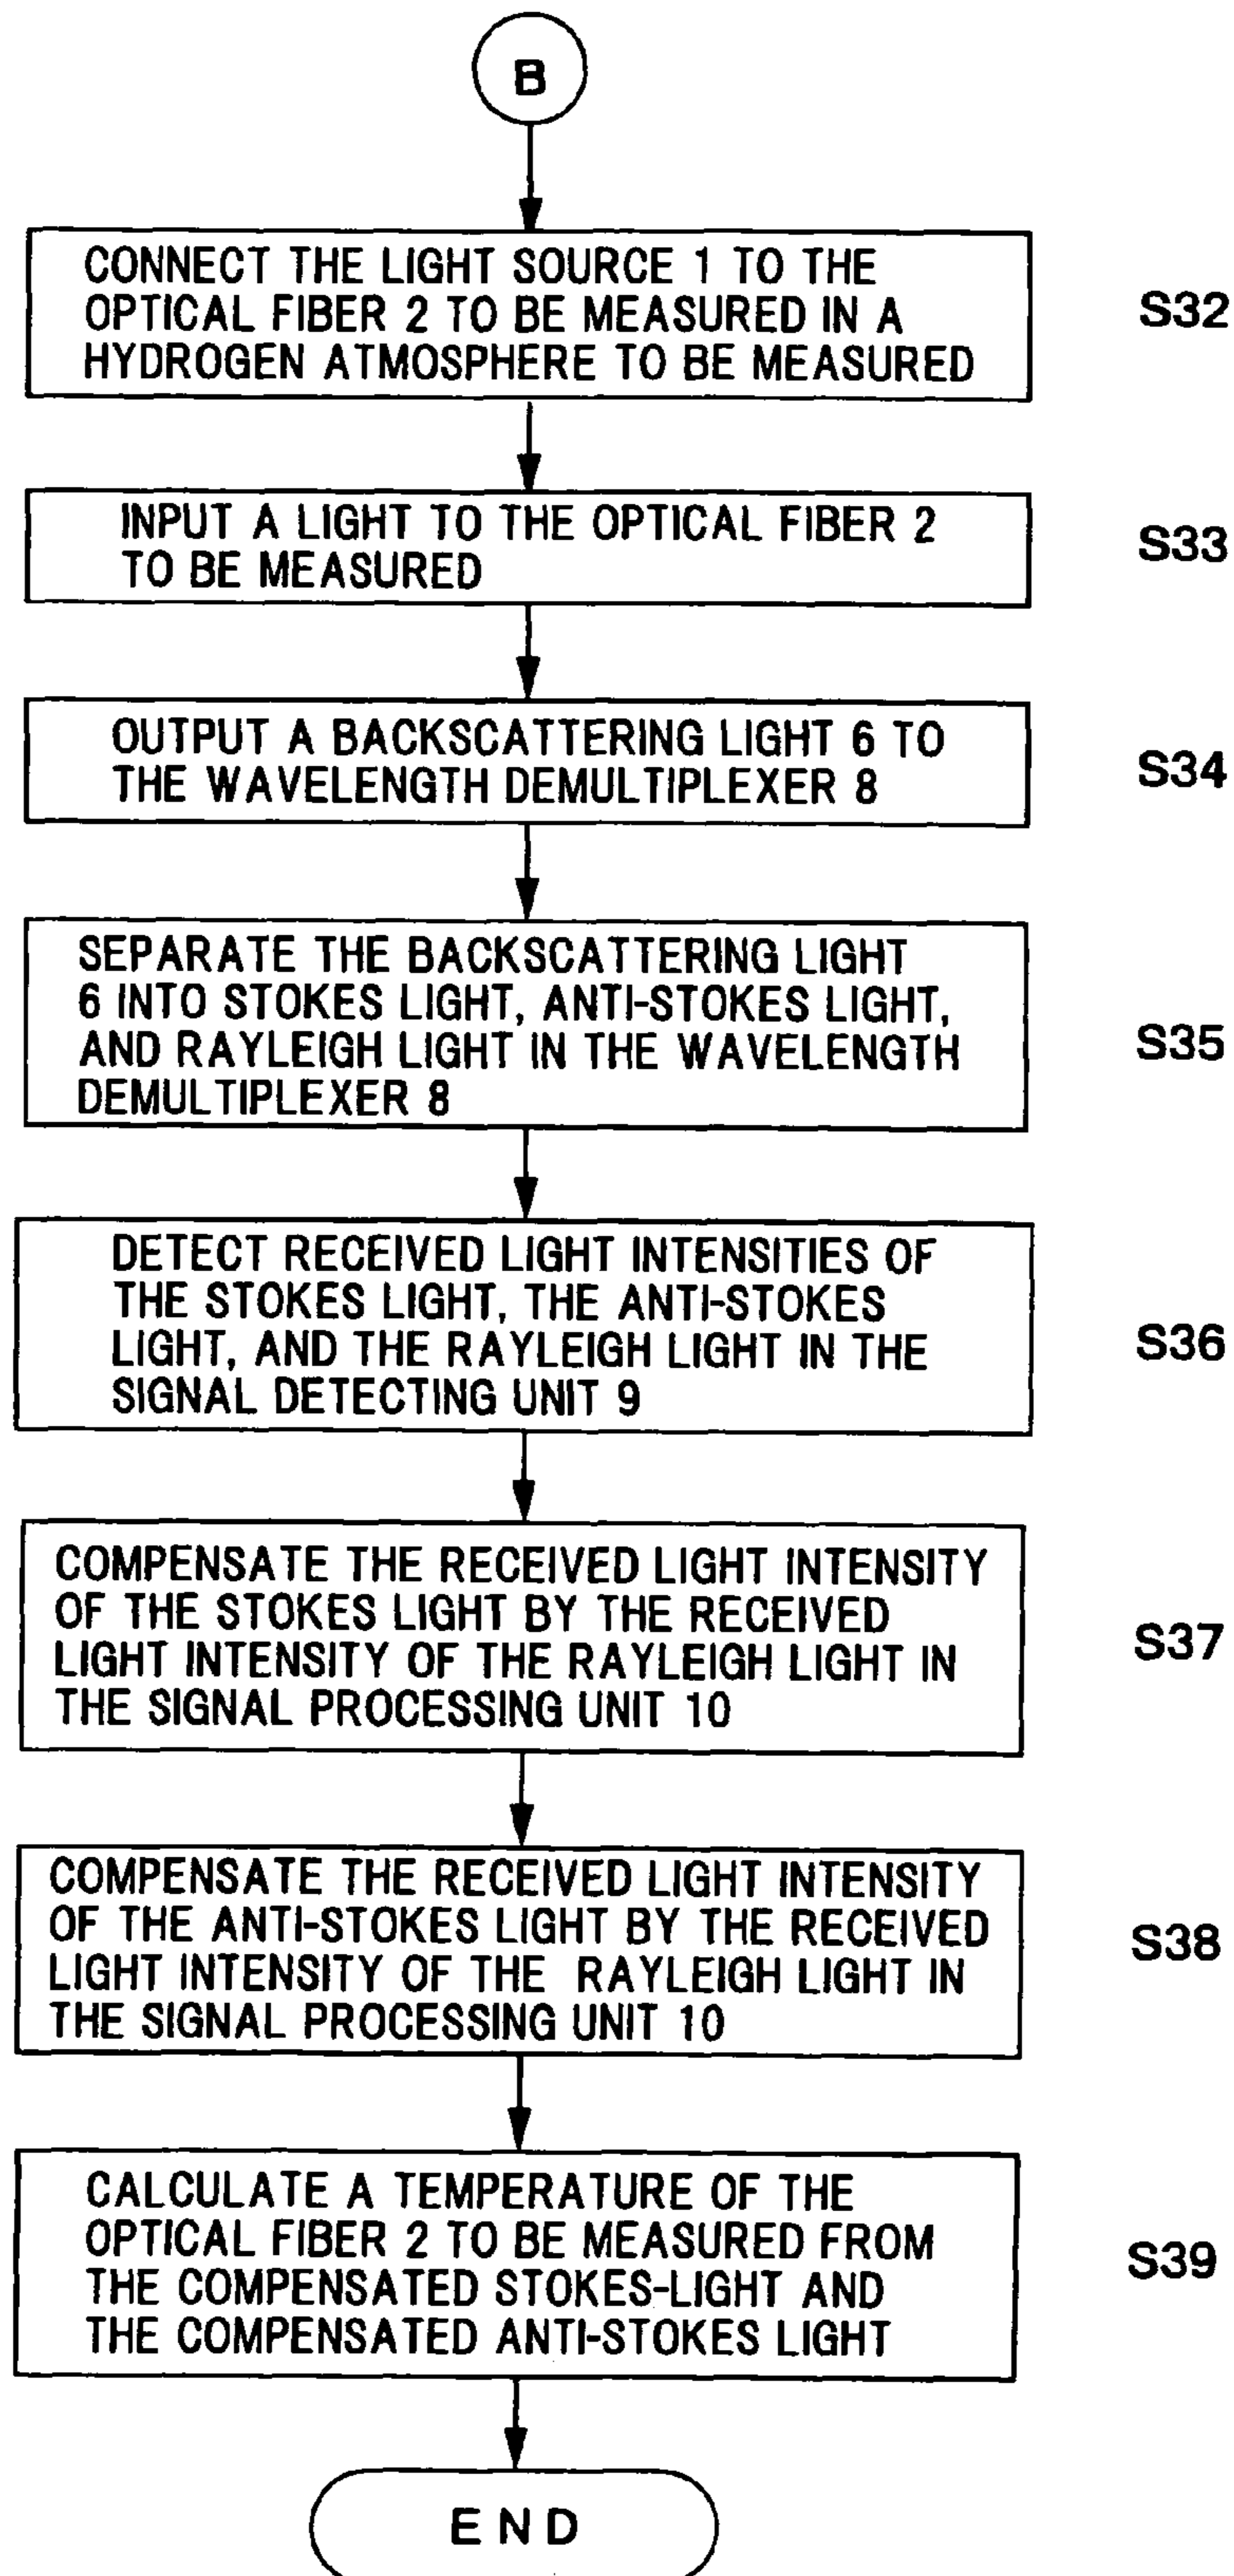 B
CONNECT THE LIGHT SOURCE 1 TO THE
OPTICAL FIBER 2 TO BE MEASURED IN A
HYDROGEN ATMOSPHERE TO BE MEASURED
S32
INPUT A LIGHT TO THE OPTICAL FIBER 2
TO BE MEASURED
S33
OUTPUT A BACKSCATTERING LIGHT 6 TO
THE WAVELENGTH DEMULTIPLEXER 8
S34
SEPARATE THE BACKSCATTERING LIGHT
6 INTO STOKES LIGHT, ANTI-STOKES LIGHT,
AND RAYLEIGH LIGHT IN THE WAVELENGTH
DEMULTIPLEXER 8
S35
DETECT RECEIVED LIGHT INTENSITIES OF
THE STOKES LIGHT, THE ANTI-STOKES
LIGHT, AND THE RAYLEIGH LIGHT IN THE
SIGNAL DETECTING UNIT 9
S36
COMPENSATE THE RECEIVED LIGHT INTENSITY
OF THE STOKES LIGHT BY THE RECEIVED
LIGHT INTENSITY OF THE RAYLEIGH LIGHT IN
THE SIGNAL PROCESSING UNIT 10
S37
COMPENSATE THE RECEIVED LIGHT INTENSITY
OF THE ANTI-STOKES LIGHT BY THE RECEIVED
LIGHT INTENSITY OF THE RAYLEIGH LIGHT IN
THE SIGNAL PROCESSING UNIT 10
S38
CALCULATE A TEMPERATURE OF THE
OPTICAL FIBER 2 TO BE MEASURED FROM
THE COMPENSATED STOKES-LIGHT AND
THE COMPENSATED ANTI-STOKES LIGHT
S39
END